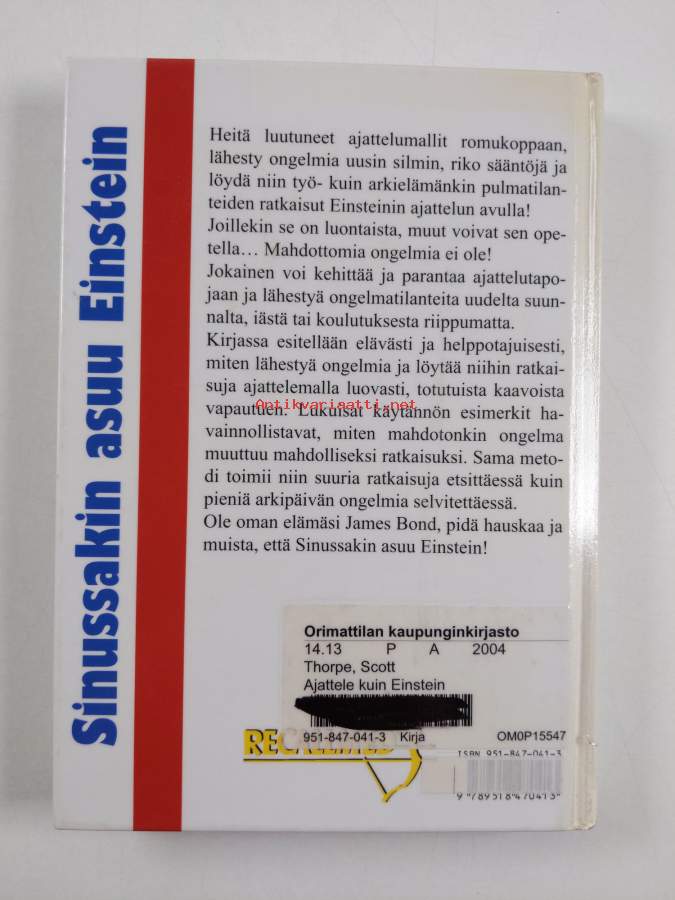 Sinussakin asuu Einstein
Heitä luutuneet ajattelumallit romukoppaan,
lähesty ongelmia uusin silmin, riko sääntöjä ja
löydä niin työ- kuin arkielämänkin pulmatilan-
teiden ratkaisut Einsteinin ajattelun avulla!
Joillekin se on luontaista, muut voivat sen ope-
tella… Mahdottomia ongelmia ei ole!
Jokainen voi kehittää ja parantaa ajattelutapo-
jaan ja lähestyä ongelmatilanteita uudelta suun-
nalta, iästä tai koulutuksesta riippumatta.
Kirjassa esitellään elävästi ja helppotajuisesti,
miten lähestyä ongelmia ja löytää niihin ratkai-
suja ajattelemalla luovasti, totutuista kaavoista
Antikvariaatti.net
vapautuen. Lukuisat käytännön esimerkit ha-
vainnollistavat, miten mahdotonkin ongelma
muuttuu mahdolliseksi ratkaisuksi. Sama meto-
di toimii niin suuria ratkaisuja etsittäessä kuin
pieniä arkipäivän ongelmia selvitettäessä.
Ole oman elämäsi James Bond, pidä hauskaa ja
muista, että Sinussakin asuu Einstein!
Orimattilan kaupunginkirjasto
14.13 P A 2004
Thorpe, Scott
Ajattele kuin Einstein
951-847-041-3 Kirja OM0P15547
ISBN 951-847-041-3
9 789518 470413